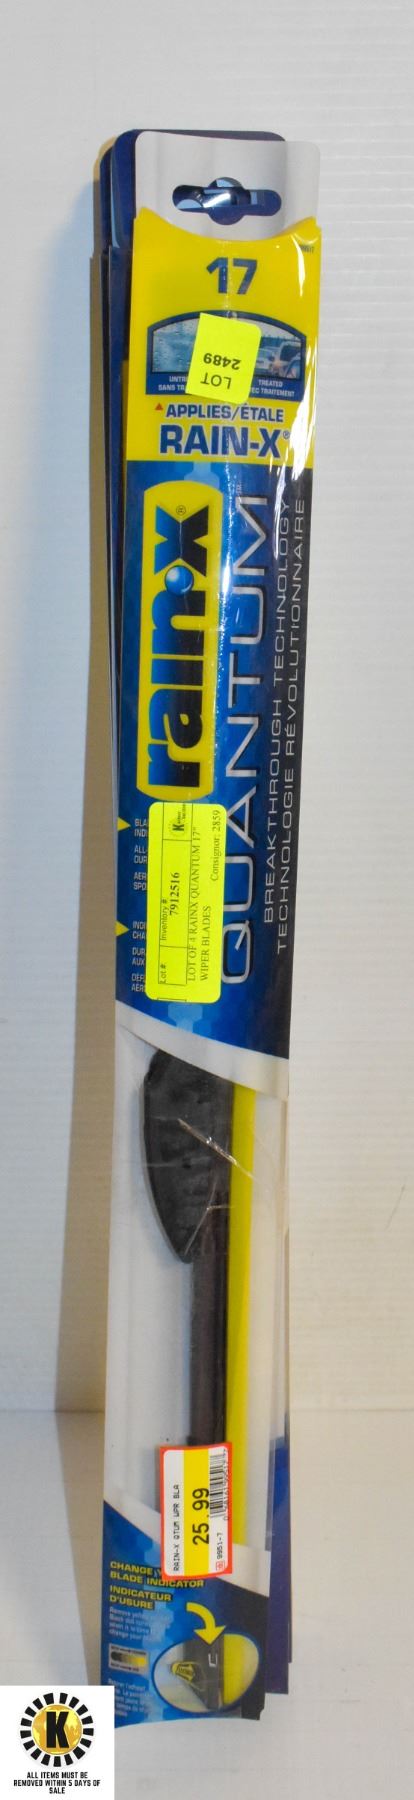 17
LOT
2489
TREATED
APPLIES/ÉTALE
RAIN-X®
rain-x®
QUANTUM
BREAKTHROUGH TECHNOLOGY
TECHNOLOGIE RÉVOLUTIONNAIRE
Lot #:
Inventory #:
7912516
LOT OF 4 RAINX QUANTUM 17"
WIPER BLADES
Consignor: 2859
RAIN-X QTUM WPR BLA
25.99
9951-7
CHANGE
BLADE INDICATOR
INDICATEUR
D'USURE
K
ALL ITEMS MUST BE
REMOVED WITHIN 5 DAYS OF
SALE